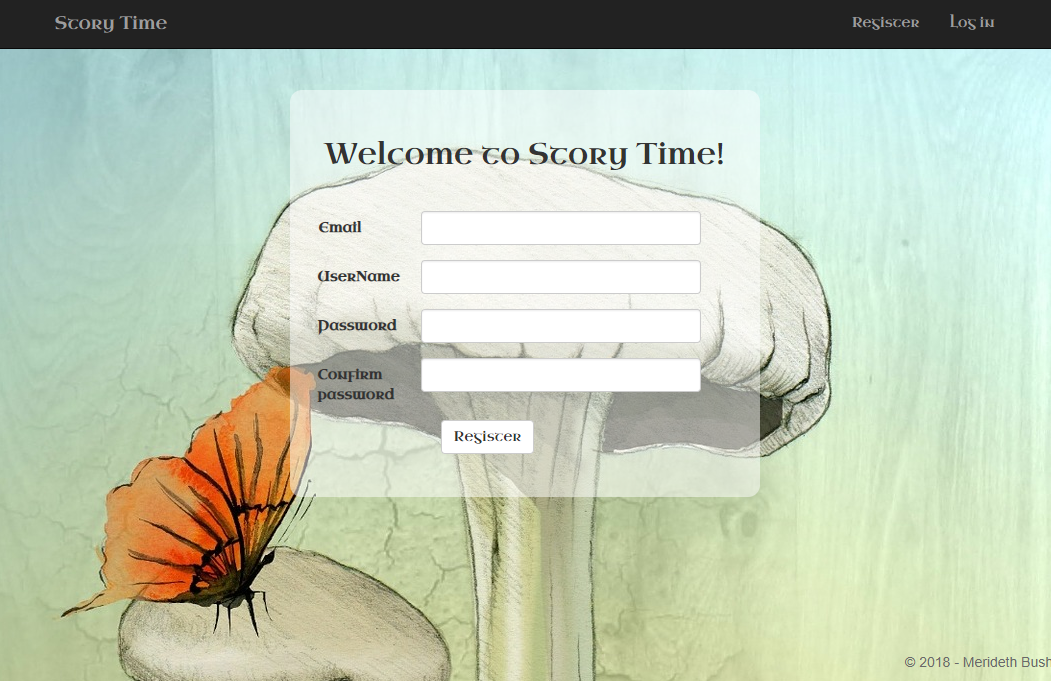 Story Time
Register
Log in
Welcome to Story Time!
Email
UserName
Password
Confirm
password
Register
© 2018 - Merideth Bush